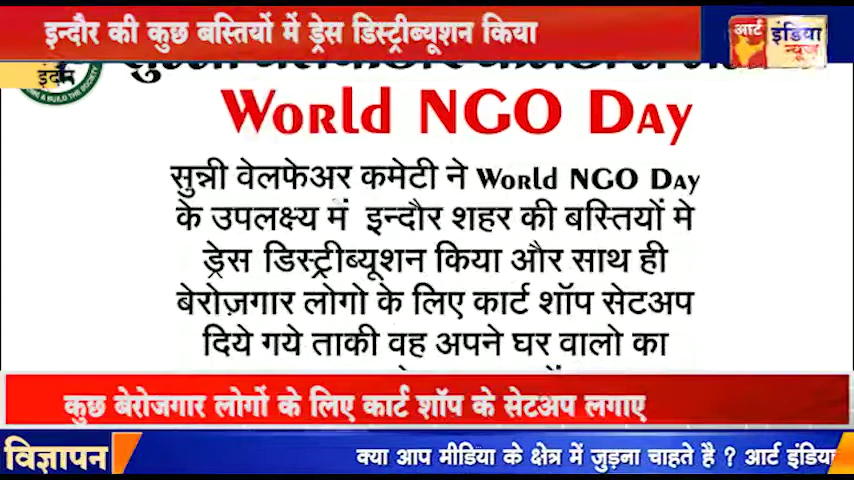 इन्दौर की कुछ बस्तियों में ड्रेस डिस्ट्रीब्यूशन किया
आर्ट इंडिया न्यूज
इंदौर
World NGO Day
सुन्नी वेलफेअर कमेटी ने World NGO Day
के उपलक्ष्य में इन्दौर शहर की बस्तियों मे
ड्रेस डिस्ट्रीब्यूशन किया और साथ ही
बेरोज़गार लोगो के लिए कार्ट शॉप सेटअप
दिये गये ताकी वह अपने घर वालो का
कुछ बेरोजगार लोगों के लिए कार्ट शॉप के सेटअप लगाए
विज्ञापन
क्या आप मीडिया के क्षेत्र में जुड़ना चाहते है ? आर्ट इंडिया